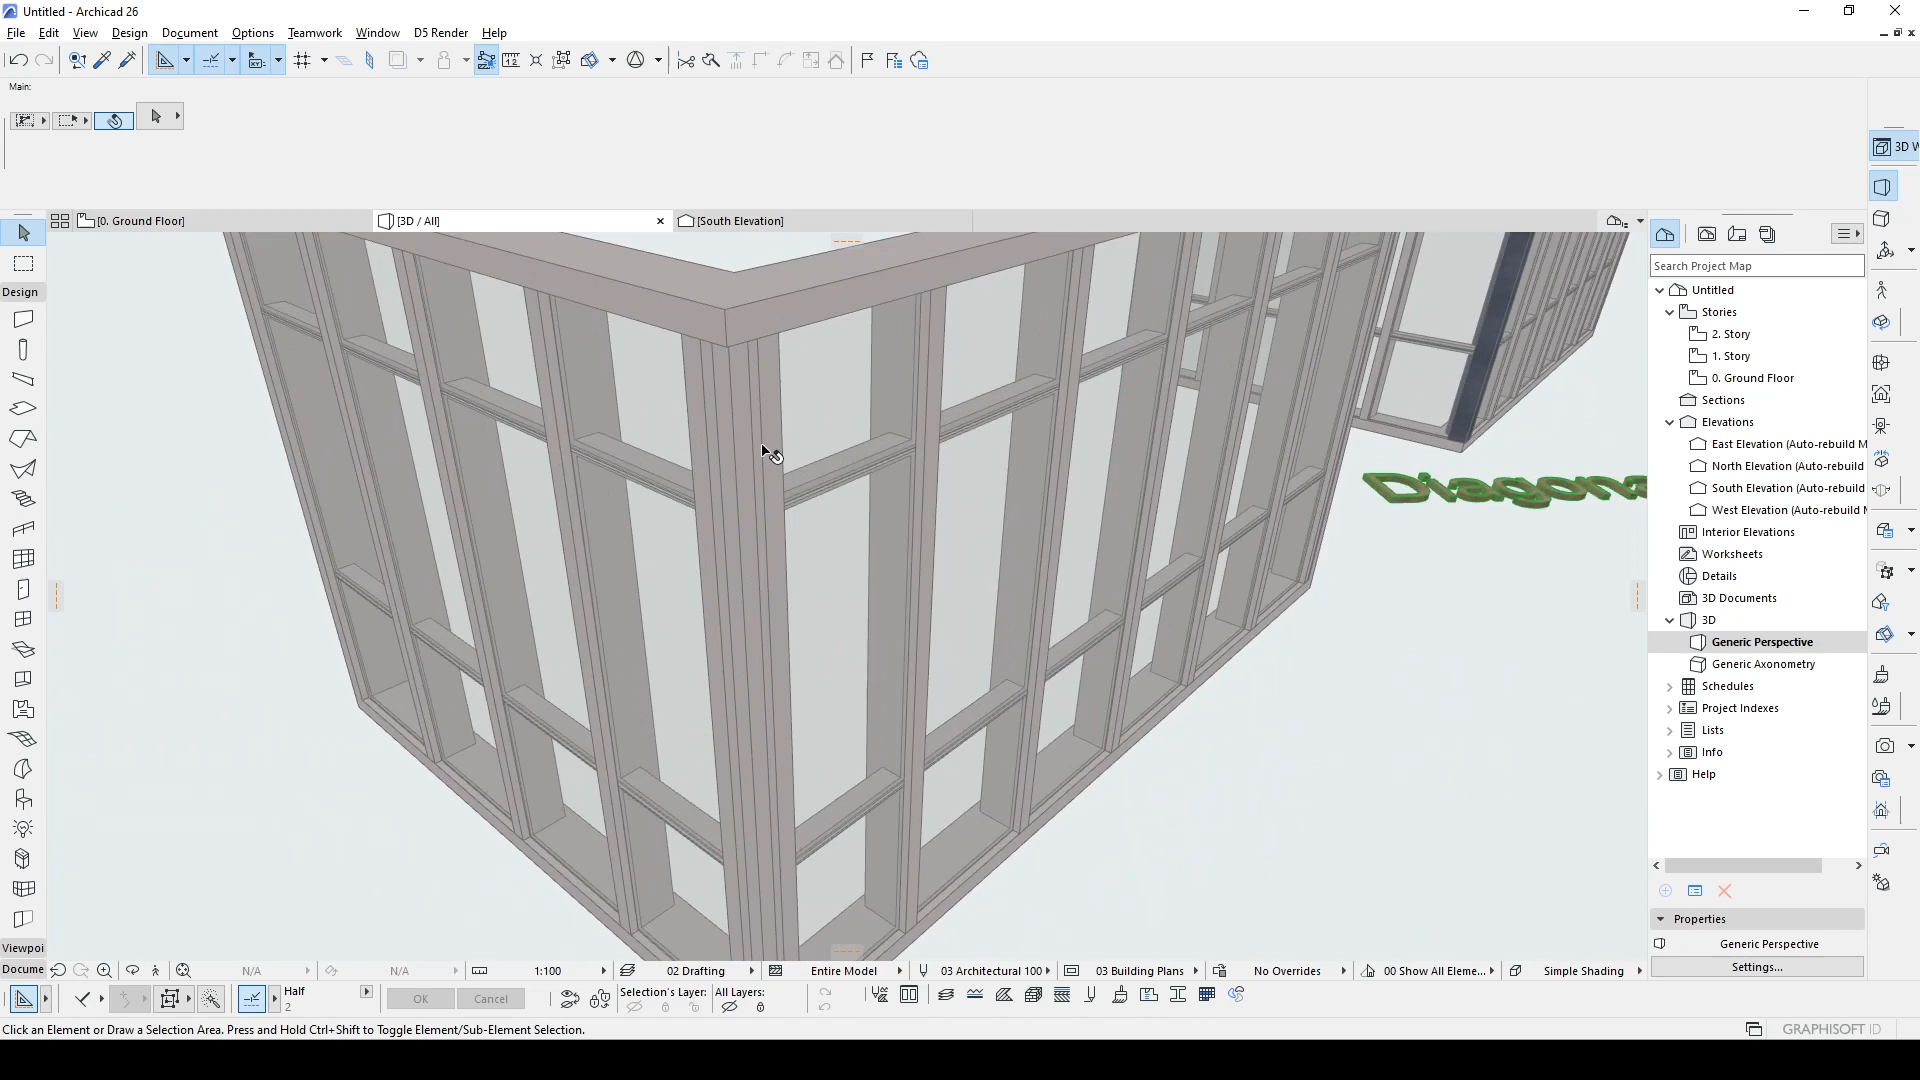 Untitled - Archicad 26
File Edit View Design Document Options Teamwork Window D5 Render Help
Main:
[0. Ground Floor] [3D / All] [South Elevation]
3D
Search Project Map
Design
Untitled
Stories
2. Story
1. Story
0. Ground Floor
Sections
Elevations
East Elevation (Auto-rebuild M
North Elevation (Auto-rebuild
South Elevation (Auto-rebuild
West Elevation (Auto-rebuild
Interior Elevations
Worksheets
Details
3D Documents
3D
Generic Perspective
Generic Axonometry
Schedules
Project Indexes
Lists
Info
Help
Diagona
Properties
Generic Perspective
Settings...
Viewpoi
Docume
N/A N/A 1:100 02 Drafting Entire Model 03 Architectural 100 03 Building Plans No Overrides 00 Show All Eleme... Simple Shading
Half
2
OK Cancel
Selection's Layer: All Layers:
Click an Element or Draw a Selection Area. Press and Hold Ctrl+Shift to Toggle Element/Sub-Element Selection.
GRAPHISOFT ID